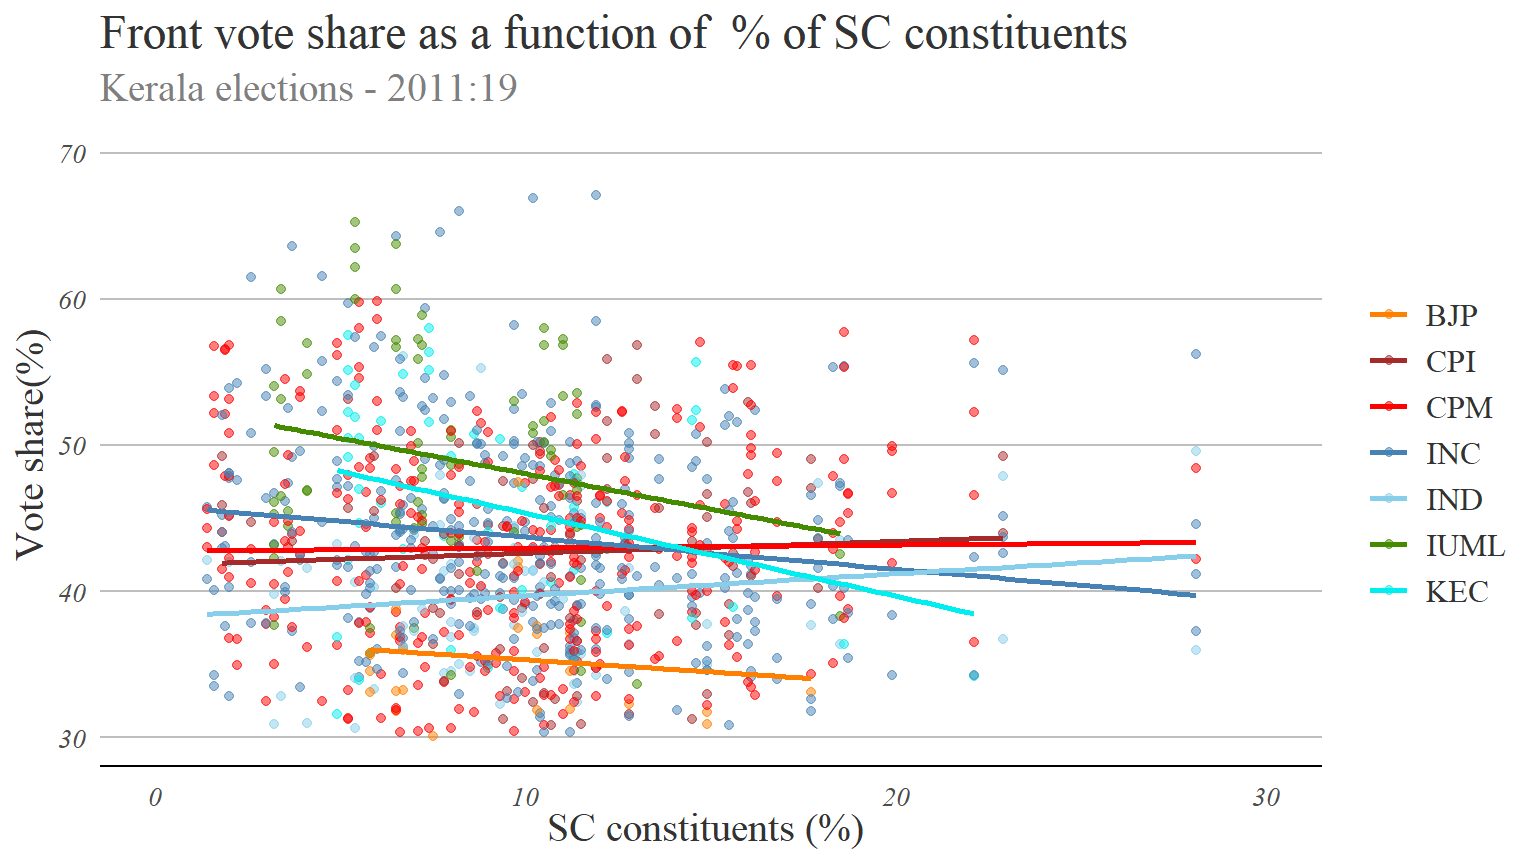 Front vote share as a function of  % of SC constituents
Kerala elections - 2011:19
Vote share(%)
70
60
50
40
30
0
10
20
30
SC constituents (%)
BJP
CPI
CPM
INC
IND
IUML
KEC